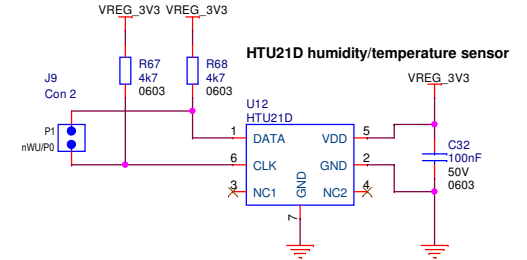 VREG_3V3 VREG_3V3
R67
4k7
0603
R68
4k7
0603
HTU21D humidity/temperature sensor
VREG_3V3
J9
Con 2
P1
nWU/P0
U12
HTU21D
1 DATA VDD 5
6 CLK GND 2
3 NC1 GND NC2 4
7
C32
100nF
50V
0603